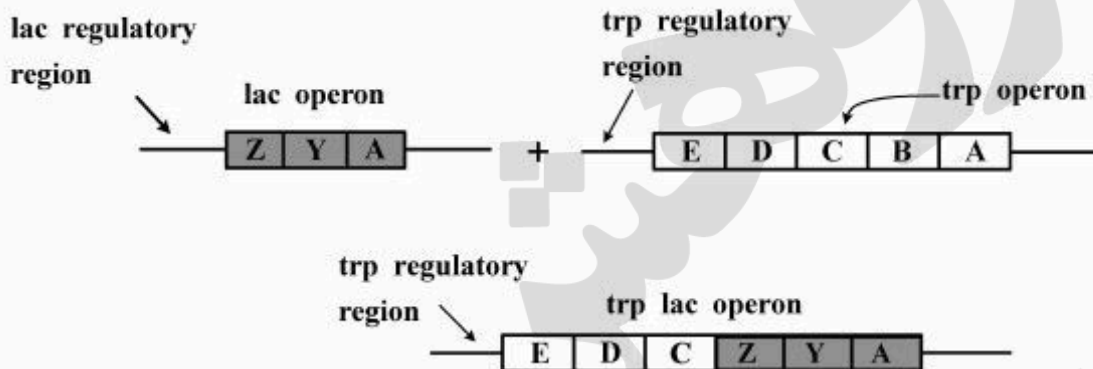 lac regulatory
region
lac operon
Z Y A
+
trp regulatory
region
trp operon
E D C B A
trp regulatory
region
trp lac operon
E D C Z Y A